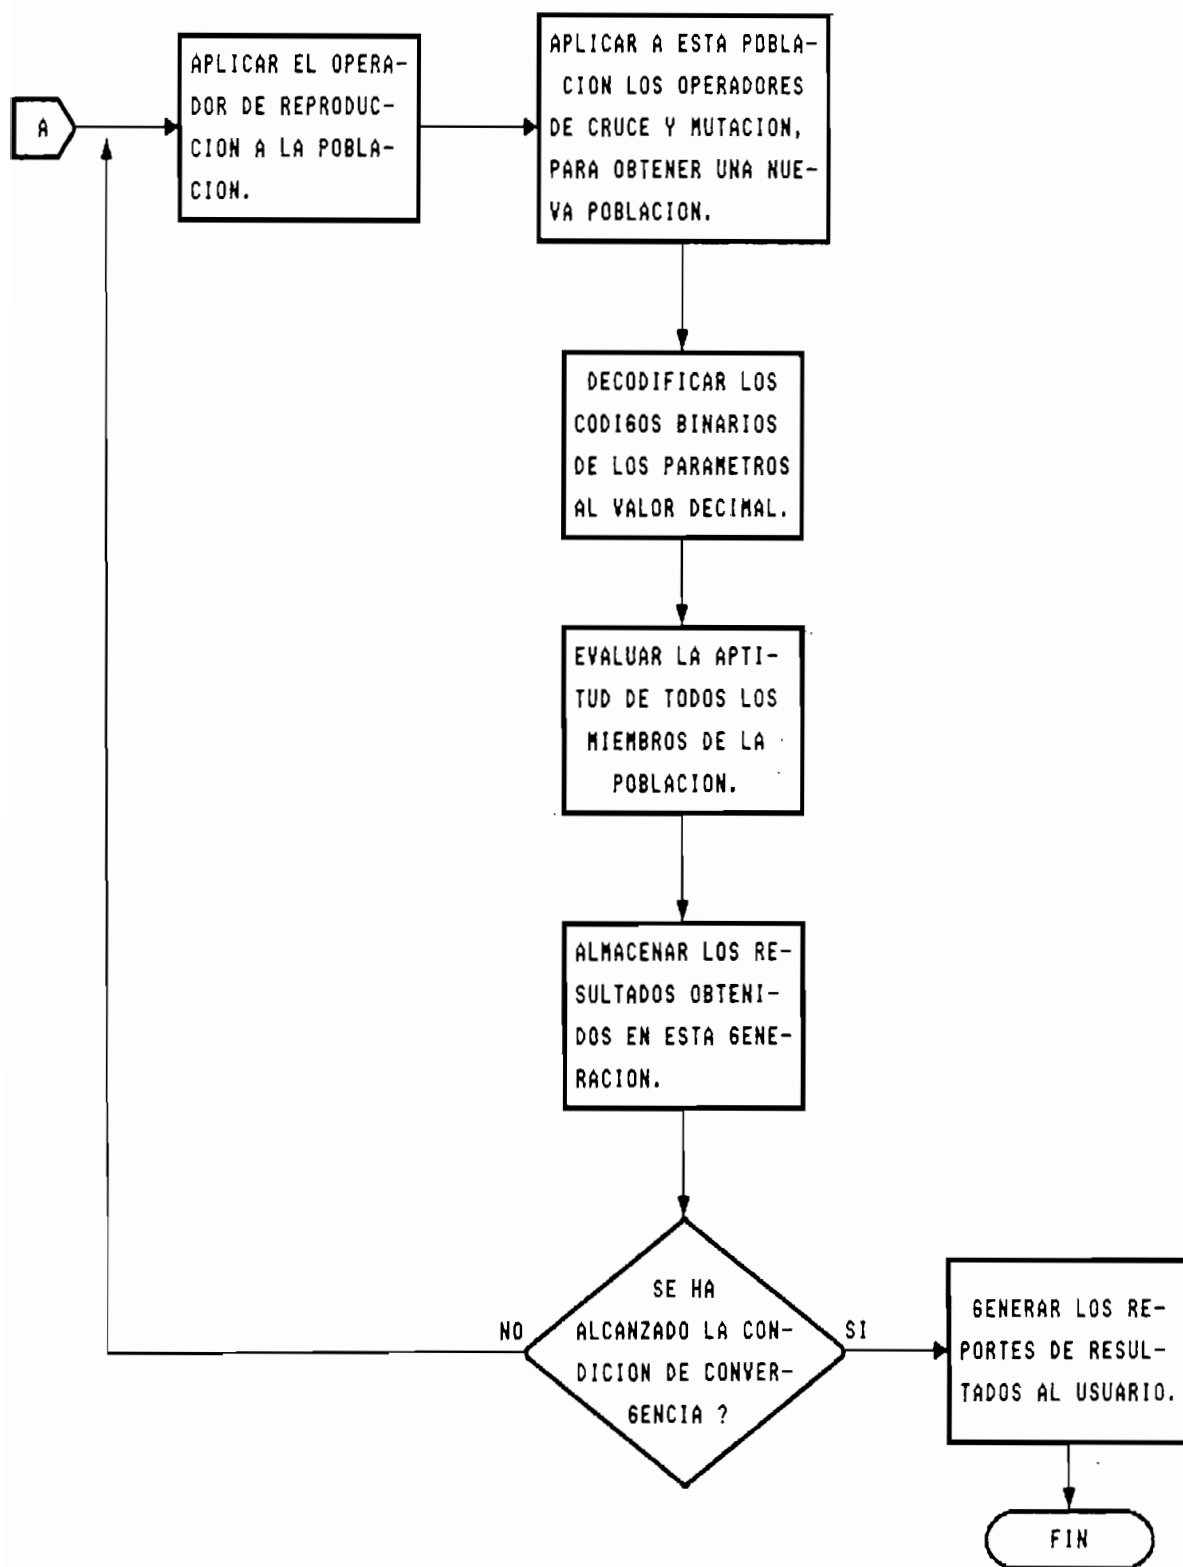 A
APLICAR EL OPERA-
DOR DE REPRODUC-
CION A LA POBLA-
CION.
APLICAR A ESTA POBLA-
CION LOS OPERADORES
DE CRUCE Y MUTACION,
PARA OBTENER UNA NUE-
VA POBLACION.
DECODIFICAR LOS
CODIGOS BINARIOS
DE LOS PARAMETROS
AL VALOR DECIMAL.
EVALUAR LA APTI-
TUD DE TODOS LOS
MIEMBROS DE LA
POBLACION.
ALMACENAR LOS RE-
SULTADOS OBTENI-
DOS EN ESTA GENE-
RACION.
SE HA
ALCANZADO LA CON-
DICION DE CONVER-
GENCIA ?
NO
SI
GENERAR LOS RE-
PORTES DE RESUL-
TADOS AL USUARIO.
FIN